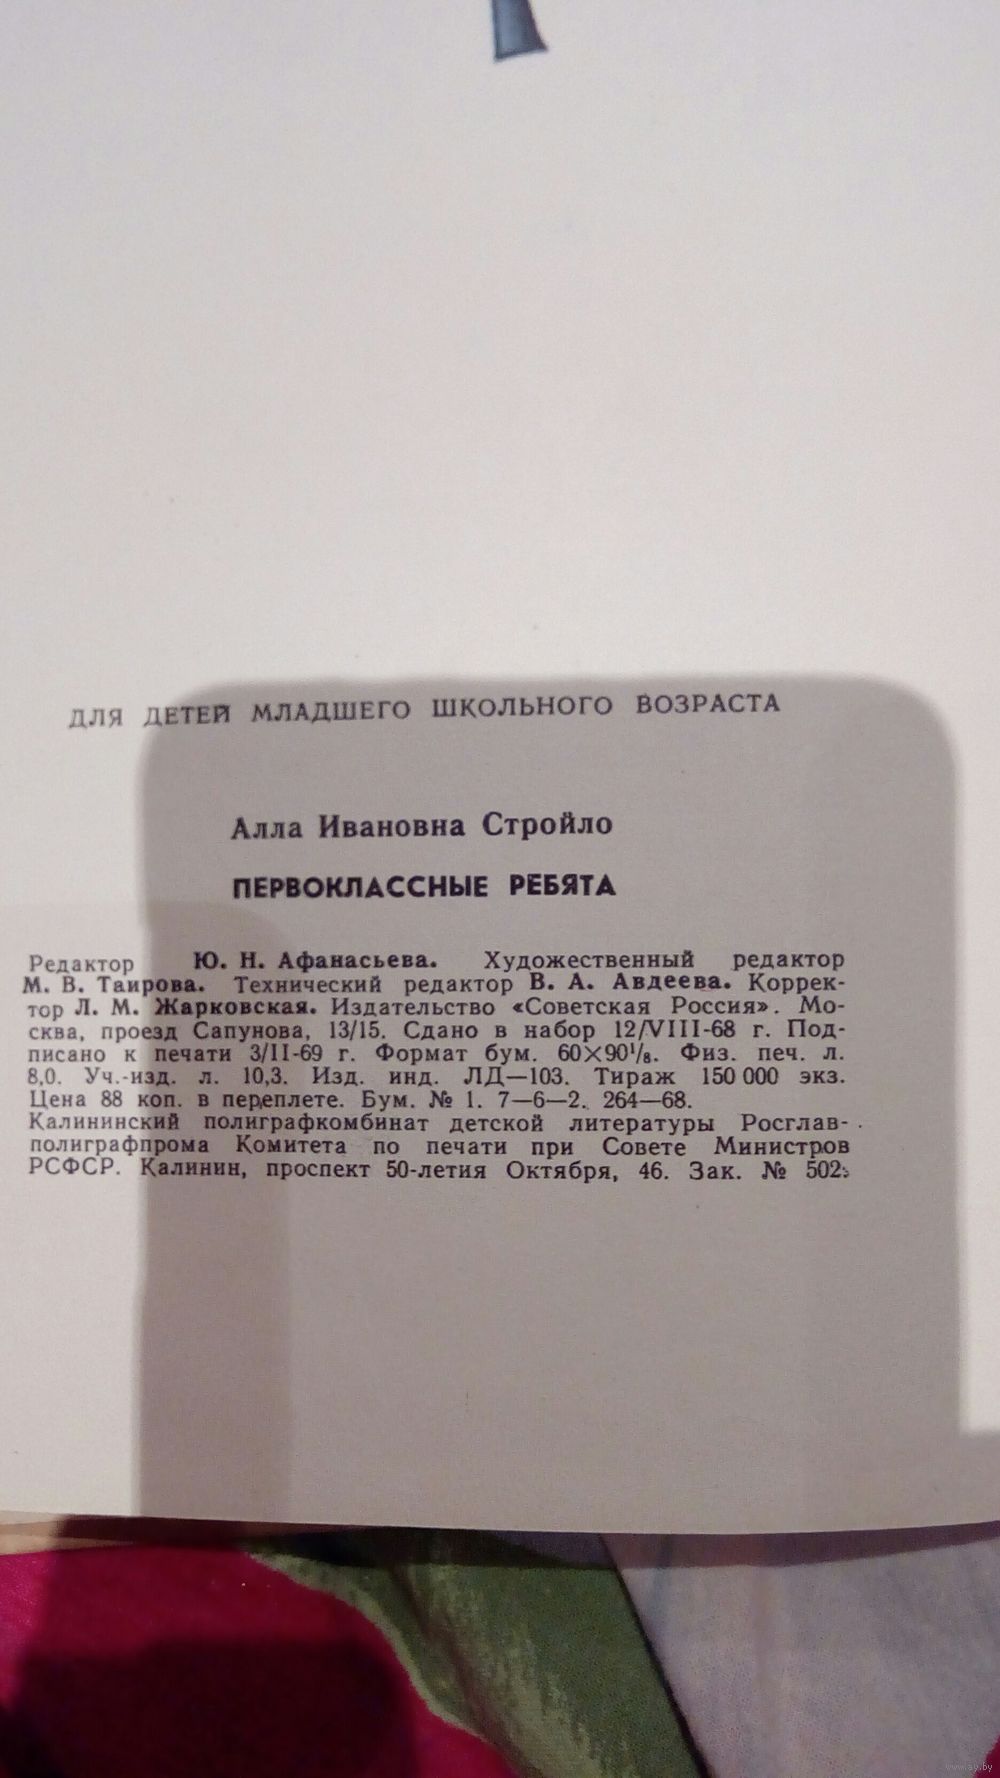 ДЛЯ ДЕТЕЙ МЛАДШЕГО ШКОЛЬНОГО ВОЗРАСТА
Алла Ивановна Стройло
ПЕРВОКЛАССНЫЕ РЕБЯТА
Редактор Ю. Н. Афанасьева. Художественный редактор
М. В. Таирова. Технический редактор В. А. Авдеева. Коррек-
тор Л. М. Жарковская. Издательство «Советская Россия». Мо-
сква, проезд Сапунова, 13/15. Сдано в набор 12/VIII-68 г. Под-
писано к печати 3/II-69 г. Формат бум. 60×90¹/₈. Физ. печ. л.
8,0. Уч.-изд. л. 10,3. Изд. инд. ЛД—103. Тираж 150 000 экз.
Цена 88 коп. в переплете. Бум. № 1. 7—6—2. 264—68.
Калининский полиграфкомбинат детской литературы Росглав-
полиграфпрома Комитета по печати при Совете Министров
РСФСР. Калинин, проспект 50-летия Октября, 46. Зак. № 502.
www.ay.by